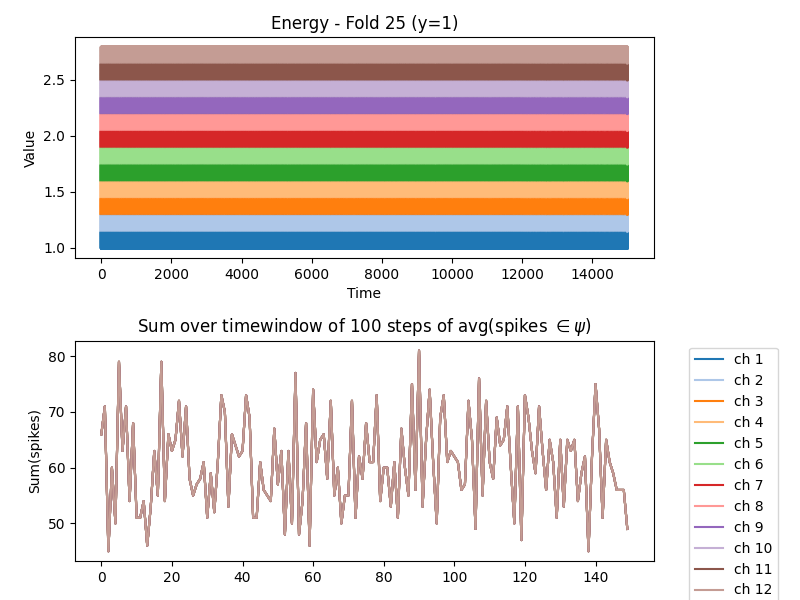 Energy - Fold 25 (y=1)
Value
2.5
2.0
1.5
1.0
0 2000 4000 6000 8000 10000 12000 14000
Time
Sum over timewindow of 100 steps of avg(spikes ∈ ψ)
Sum(spikes)
80
70
60
50
0 20 40 60 80 100 120 140
ch 1
ch 2
ch 3
ch 4
ch 5
ch 6
ch 7
ch 8
ch 9
ch 10
ch 11
ch 12